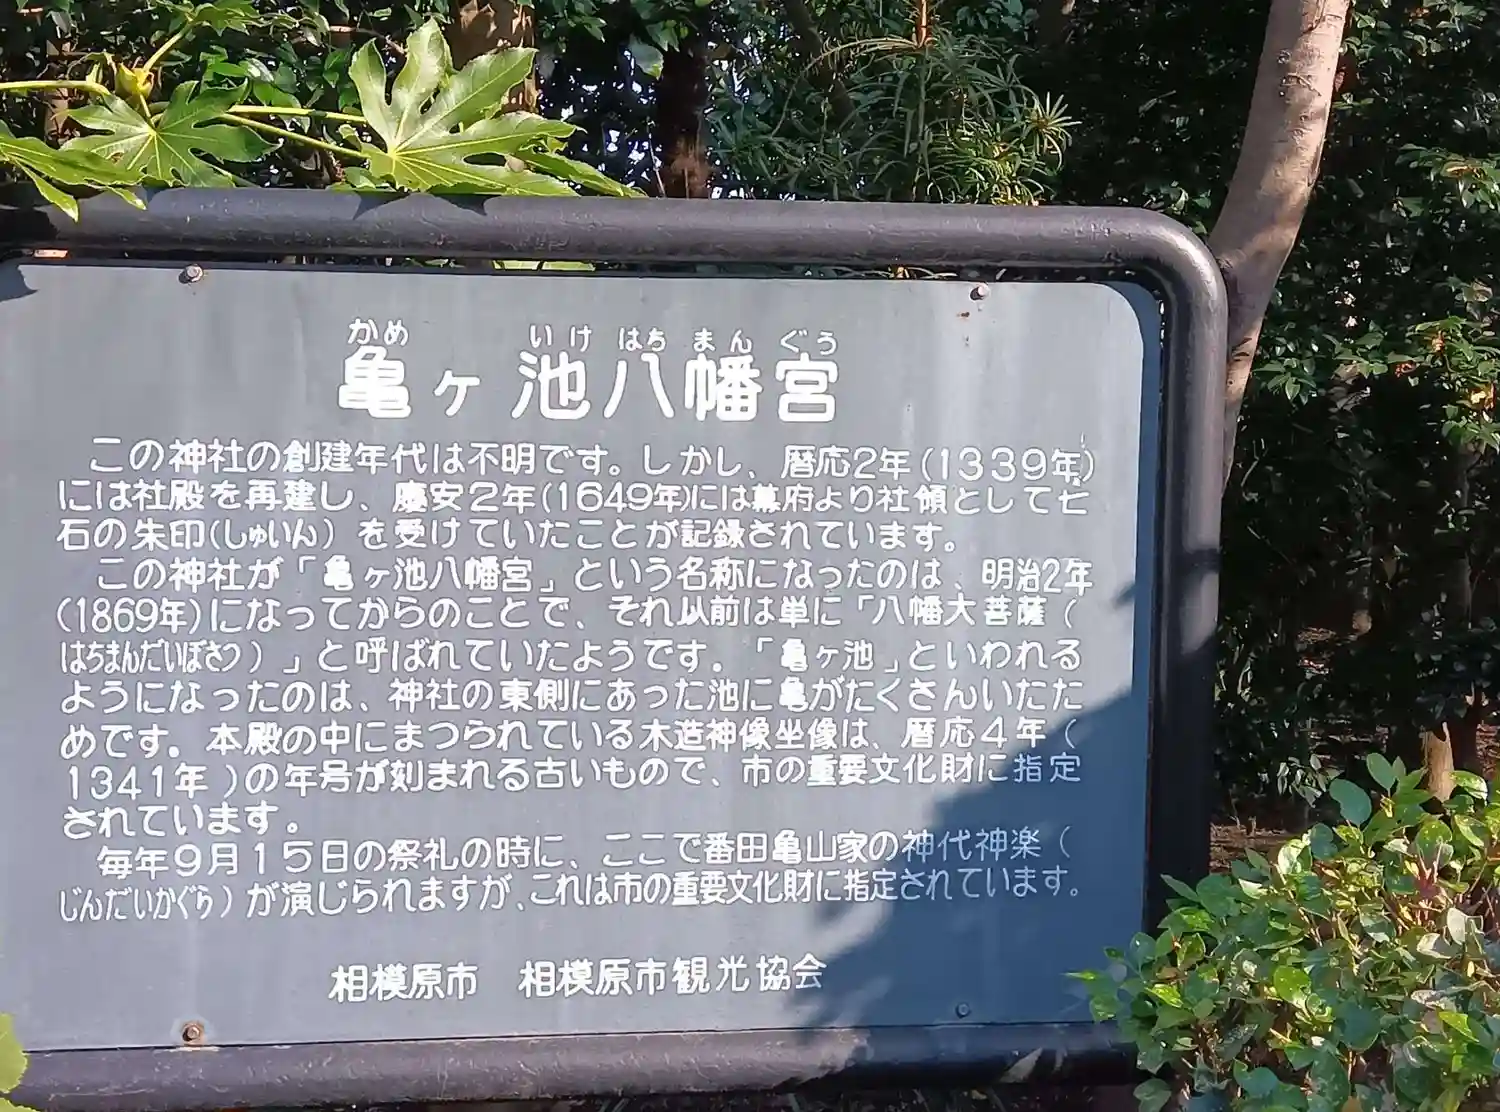 かめ いけ はち まん ぐう
亀ヶ池八幡宮
この神社の創建年代は不明です。しかし、暦応2年(1339年)
には社殿を再建し、慶安2年(1649年)には幕府より社領として七
石の朱印(しゅいん)を受けていたことが記録されています。
この神社が「亀ヶ池八幡宮」という名称になったのは、明治2年
(1869年)になってからのことで、それ以前は単に「八幡大菩薩(
はちまんだいぼさつ)」と呼ばれていたようです。「亀ヶ池」といわれる
ようになったのは、神社の東側にあった池に亀がたくさんいたた
めです。本殿の中にまつられている木造神像坐像は、暦応4年(
1341年)の年号が刻まれる古いもので、市の重要文化財に指定
されています。
毎年9月15日の祭礼の時に、ここで番田亀山家の神代神楽(
じんだいかぐら)が演じられますが、これは市の重要文化財に指定されています。
相模原市 相模原市観光協会